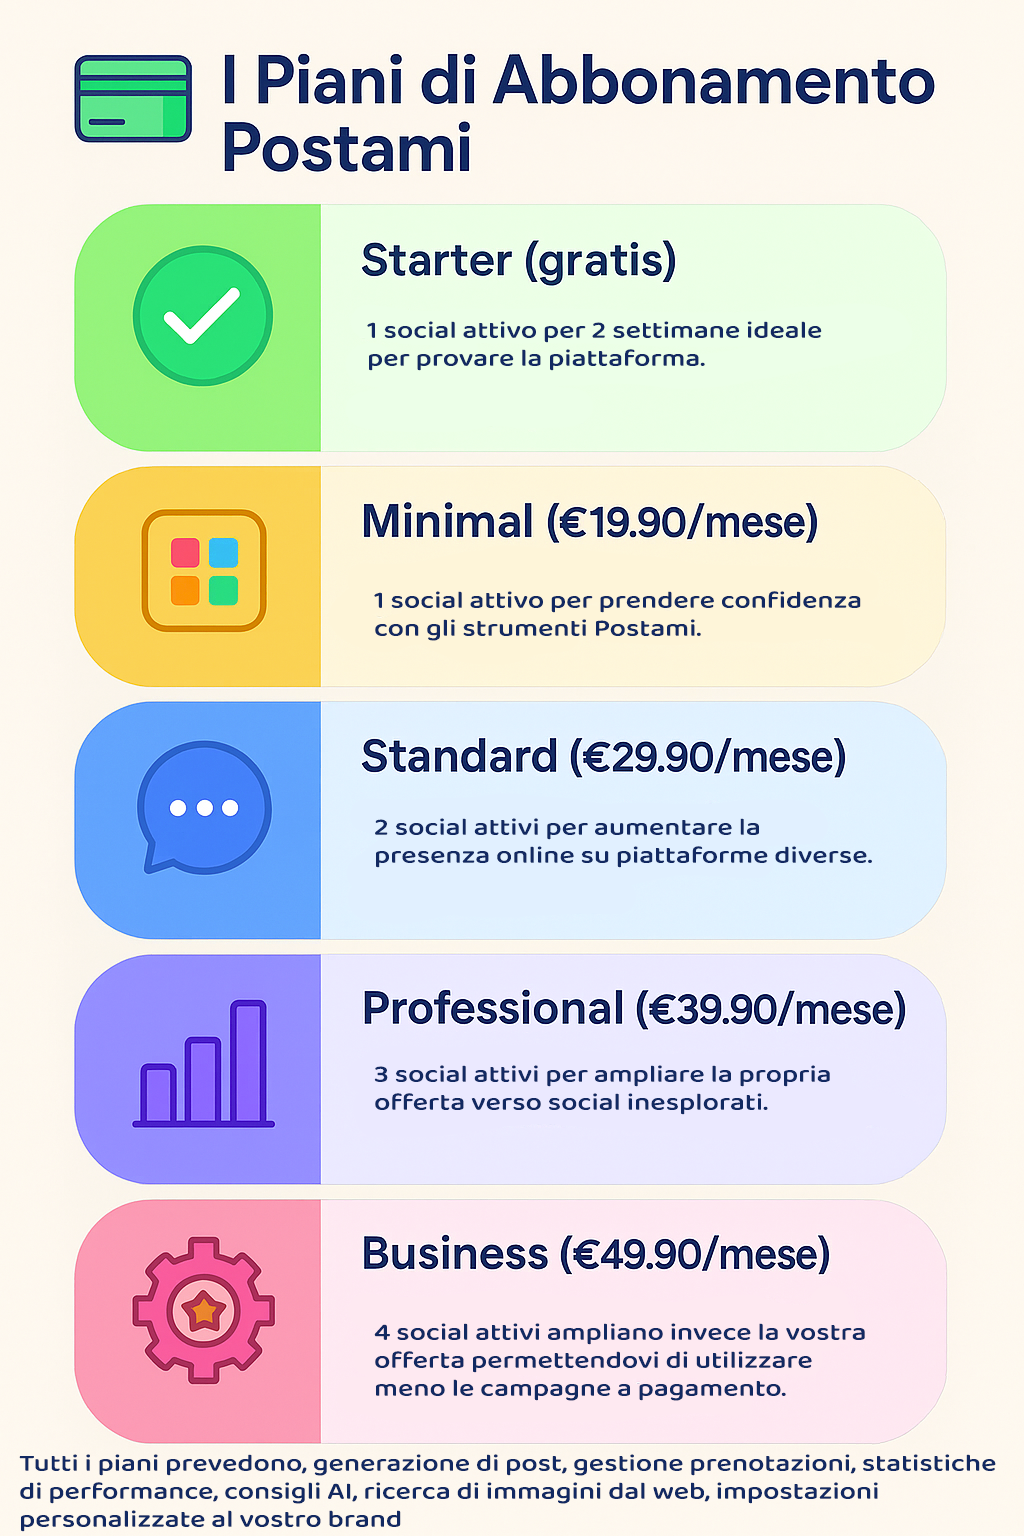 I Piani di Abbonamento
Postami
Starter (gratis)
1 social attivo per 2 settimane ideale
per provare la piattaforma.
Minimal (€19.90/mese)
1 social attivo per prendere confidenza
con gli strumenti Postami.
Standard (€29.90/mese)
2 social attivi per aumentare la
presenza online su piattaforme diverse.
Professional (€39.90/mese)
3 social attivi per ampliare la propria
offerta verso social inesplorati.
Business (€49.90/mese)
4 social attivi ampliano invece la vostra
offerta permettendovi di utilizzare
meno le campagne a pagamento.
Tutti i piani prevedono, generazione di post, gestione prenotazioni, statistiche
di performance, consigli AI, ricerca di immagini dal web, impostazioni
personalizzate al vostro brand